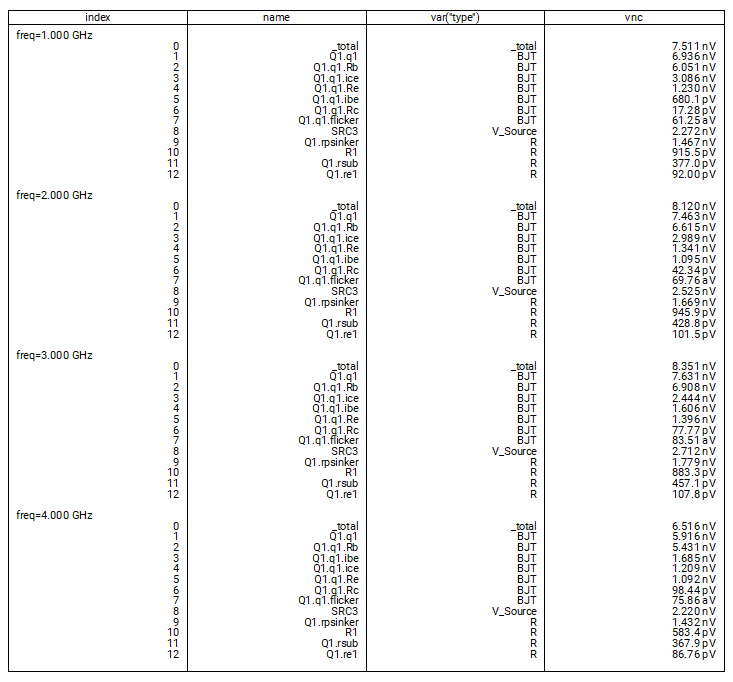 index name var("type") vnc
freq=1.000 GHz
0 _total _total 7.511 nV
1 Q1.q1 BJT 6.936 nV
2 Q1.q1.Rb BJT 6.051 nV
3 Q1.q1.ice BJT 3.086 nV
4 Q1.q1.Re BJT 1.230 nV
5 Q1.q1.ibe BJT 680.1 pV
6 Q1.q1.Rc BJT 17.28 pV
7 Q1.q1.flicker BJT 61.25 aV
8 SRC3 V_Source 2.272 nV
9 Q1.rpsinker R 1.467 nV
10 R1 R 915.5 pV
11 Q1.rsub R 377.0 pV
12 Q1.re1 R 92.00 pV
freq=2.000 GHz
0 _total _total 8.120 nV
1 Q1.q1 BJT 7.463 nV
2 Q1.q1.Rb BJT 6.615 nV
3 Q1.q1.ice BJT 2.989 nV
4 Q1.q1.Re BJT 1.341 nV
5 Q1.q1.ibe BJT 1.095 nV
6 Q1.q1.Rc BJT 42.34 pV
7 Q1.q1.flicker BJT 69.76 aV
8 SRC3 V_Source 2.525 nV
9 Q1.rpsinker R 1.669 nV
10 R1 R 945.9 pV
11 Q1.rsub R 428.8 pV
12 Q1.re1 R 101.5 pV
freq=3.000 GHz
0 _total _total 8.351 nV
1 Q1.q1 BJT 7.631 nV
2 Q1.q1.Rb BJT 6.908 nV
3 Q1.q1.ice BJT 2.444 nV
4 Q1.q1.ibe BJT 1.606 nV
5 Q1.q1.Re BJT 1.396 nV
6 Q1.q1.Rc BJT 77.77 pV
7 Q1.q1.flicker BJT 83.51 aV
8 SRC3 V_Source 2.712 nV
9 Q1.rpsinker R 1.779 nV
10 R1 R 883.3 pV
11 Q1.rsub R 457.1 pV
12 Q1.re1 R 107.8 pV
freq=4.000 GHz
0 _total _total 6.516 nV
1 Q1.q1 BJT 5.916 nV
2 Q1.q1.Rb BJT 5.431 nV
3 Q1.q1.ibe BJT 1.685 nV
4 Q1.q1.ice BJT 1.209 nV
5 Q1.q1.Re BJT 1.092 nV
6 Q1.q1.Rc BJT 98.44 pV
7 Q1.q1.flicker BJT 75.86 aV
8 SRC3 V_Source 2.220 nV
9 Q1.rpsinker R 1.432 nV
10 R1 R 583.4 pV
11 Q1.rsub R 367.9 pV
12 Q1.re1 R 86.76 pV